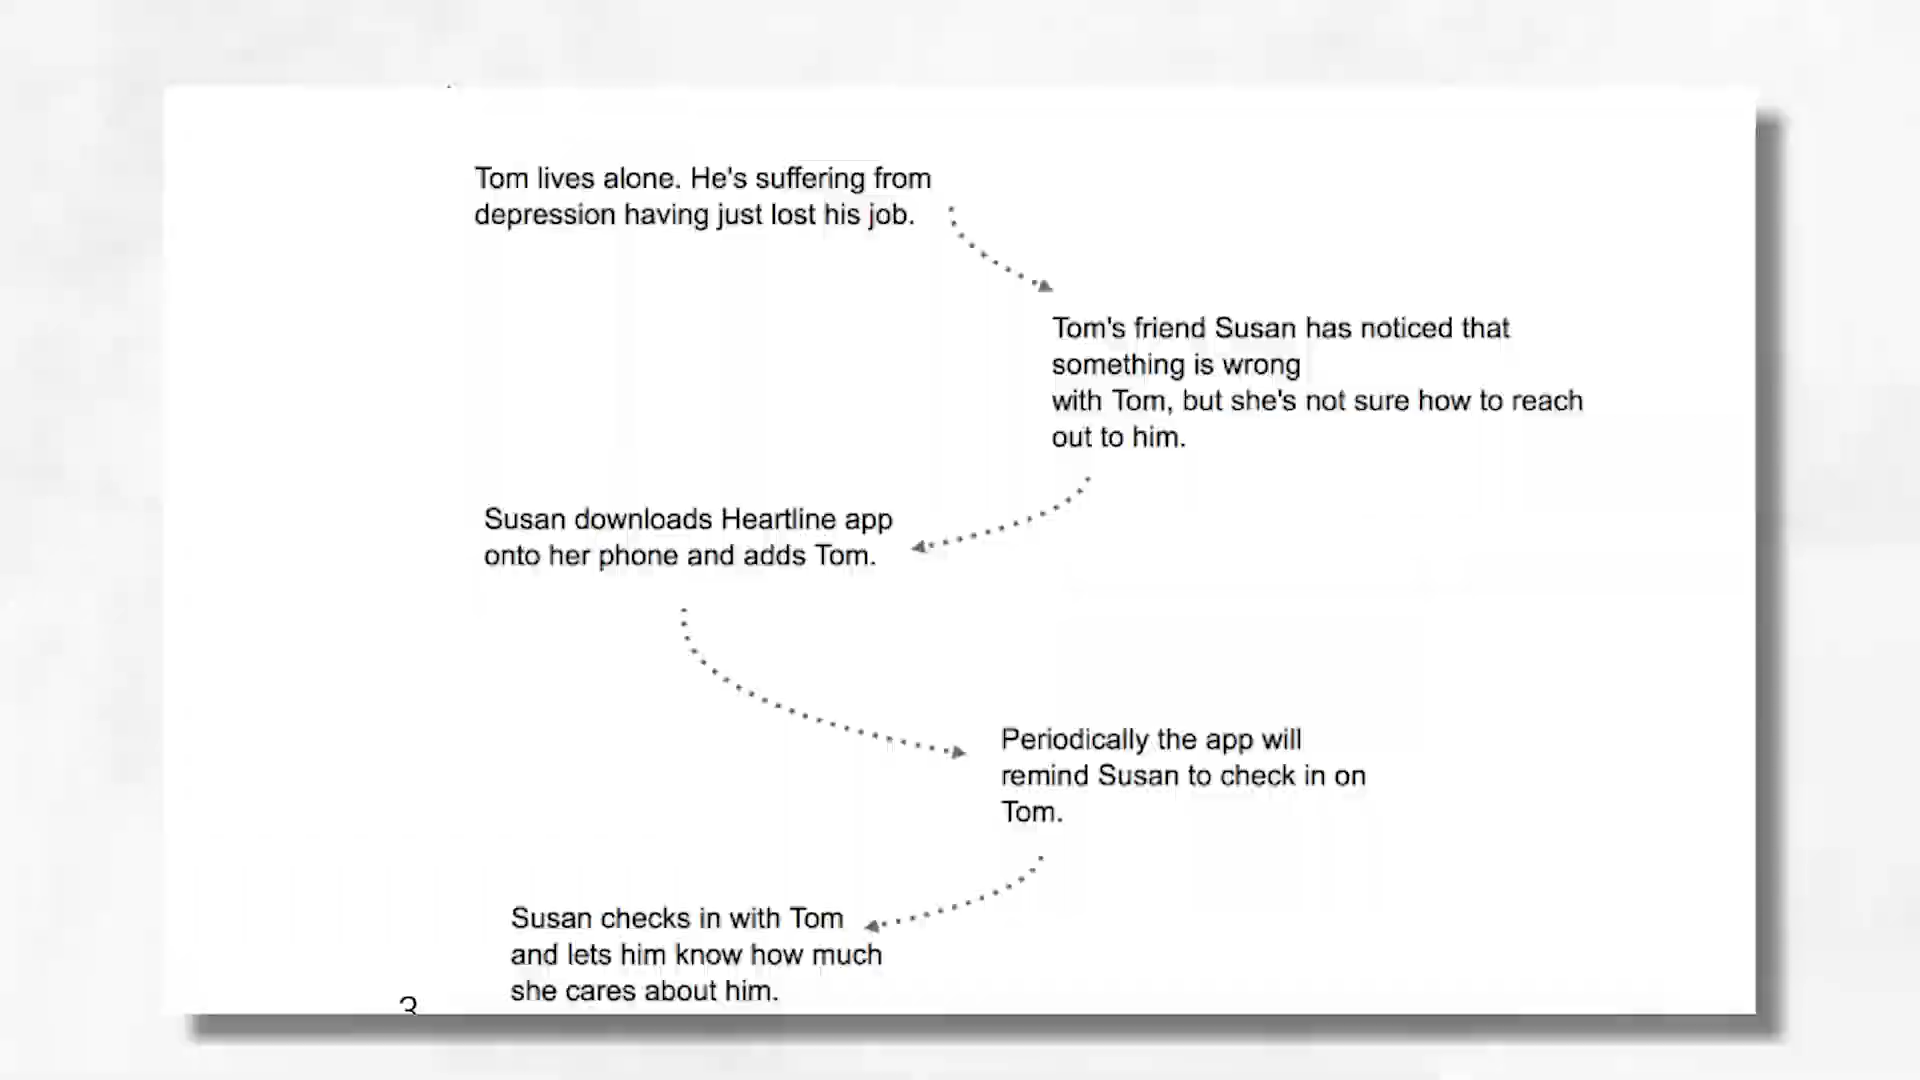 Tom lives alone. He's suffering from
depression having just lost his job.
Tom's friend Susan has noticed that
something is wrong
with Tom, but she's not sure how to reach
out to him.
Susan downloads Heartline app
onto her phone and adds Tom.
Periodically the app will
remind Susan to check in on
Tom.
Susan checks in with Tom
and lets him know how much
she cares about him.
3